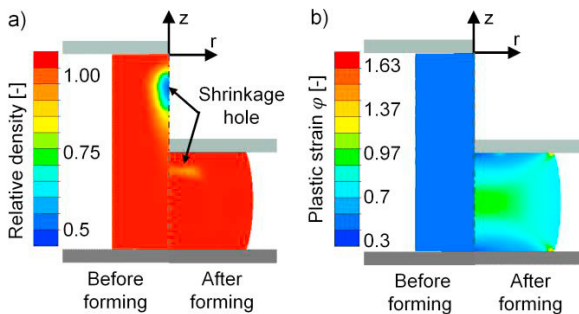 a)
z
r
Relative density [-]
1.00
0.75
0.5
Shrinkage
hole
Before
forming
After
forming
b)
z
r
Plastic strain φ [-]
1.63
1.37
0.97
0.7
0.3
Before
forming
After
forming